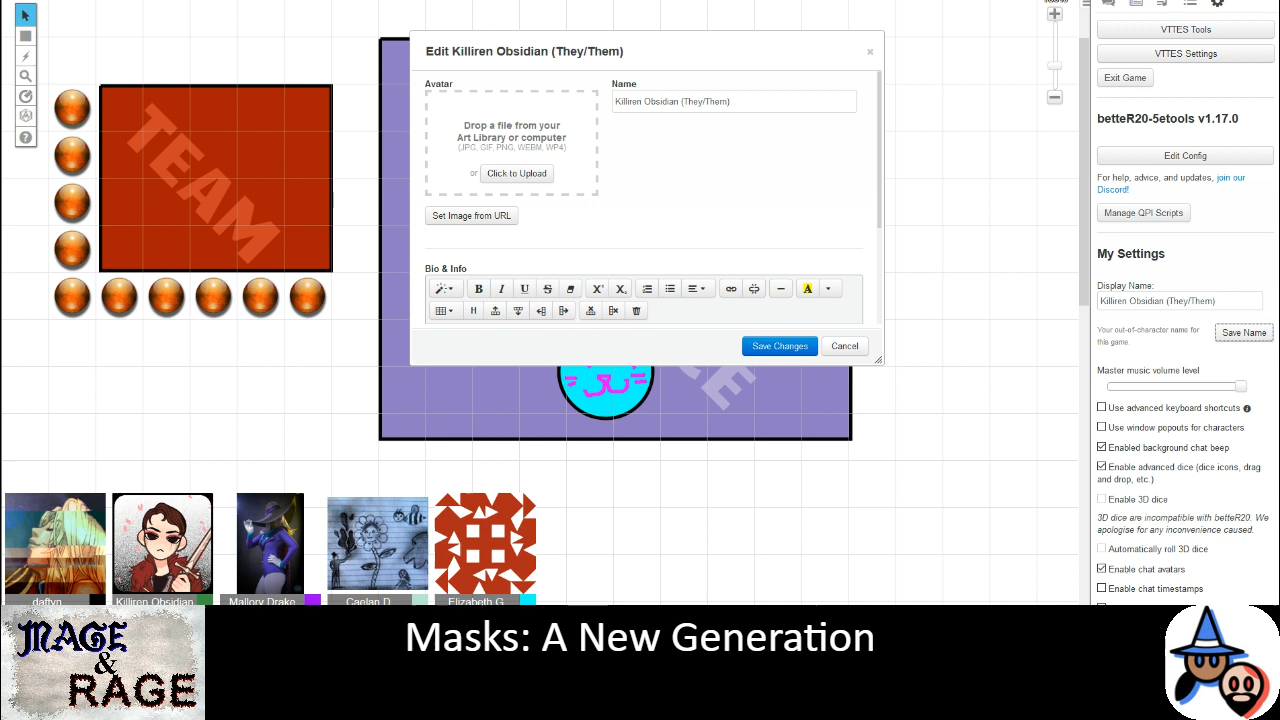 TEAM
Edit Killiren Obsidian (They/Them)
×
Avatar
Drop a file from your
Art Library or computer
(JPG, GIF, PNG, WEBM, WP4)
or Click to Upload
Set Image from URL
Name
Killiren Obsidian (They/Them)
Bio & Info
B I U S X' X,
A
H
Save Changes
Cancel
CE
VTTES Tools
VTTES Settings
Exit Game
betteR20-5etools v1.17.0
Edit Config
For help, advice, and updates, join our
Discord!
Manage QPI Scripts
My Settings
Display Name:
Killiren Obsidian (They/Them)
Your out-of-character name for
this game.
Save Name
Master music volume level
Use advanced keyboard shortcuts
Use window popouts for characters
Enabled background chat beep
Enable advanced dice (dice icons, drag
and drop, etc.)
Enable 3D dice
3D dice are incompatible with betteR20. We
apologise for any inconvenience caused.
Automatically roll 3D dice
Enable chat avatars
Enable chat timestamps
daftyn
Killiren Obsidian
Mallory Drake
Caelan D.
Elizabeth G.
MAGE
&
RAGE
Masks: A New Generation